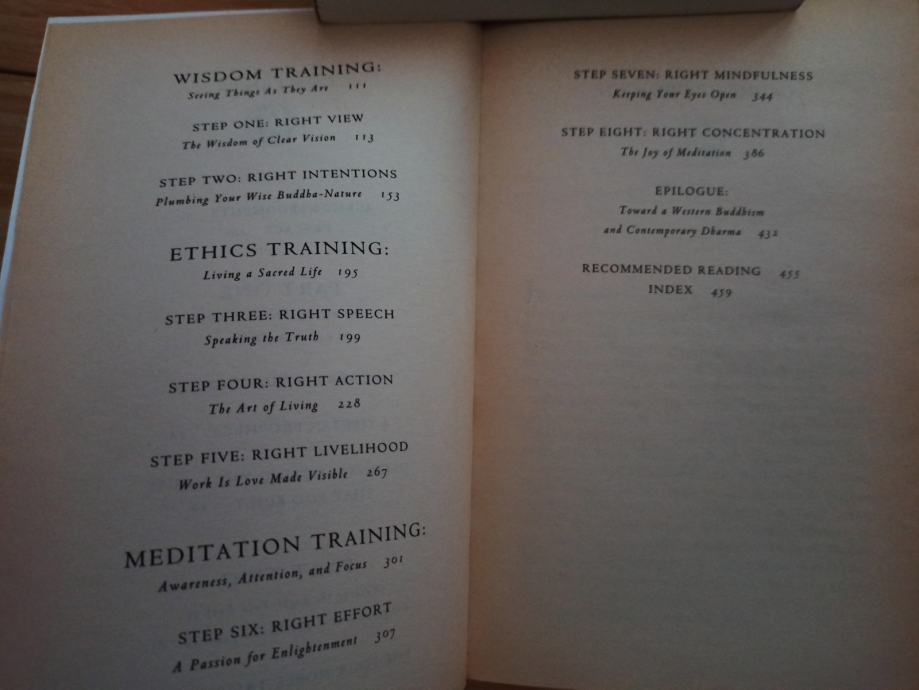 WISDOM TRAINING:
Seeing Things As They Are 111
STEP ONE: RIGHT VIEW
The Wisdom of Clear Vision 113
STEP TWO: RIGHT INTENTIONS
Plumbing Your Wise Buddha-Nature 153
ETHICS TRAINING:
Living a Sacred Life 195
STEP THREE: RIGHT SPEECH
Speaking the Truth 199
STEP FOUR: RIGHT ACTION
The Art of Living 228
STEP FIVE: RIGHT LIVELIHOOD
Work Is Love Made Visible 267
MEDITATION TRAINING:
Awareness, Attention, and Focus 301
STEP SIX: RIGHT EFFORT
A Passion for Enlightenment 307
STEP SEVEN: RIGHT MINDFULNESS
Keeping Your Eyes Open 344
STEP EIGHT: RIGHT CONCENTRATION
The Joy of Meditation 386
EPILOGUE:
Toward a Western Buddhism
and Contemporary Dharma 432
RECOMMENDED READING 455
INDEX 459